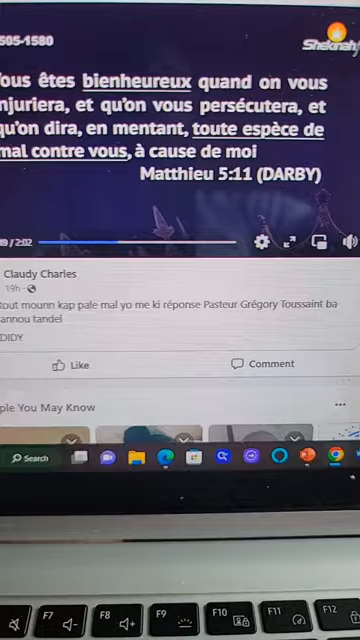 505-1580
Shekinah
ous êtes bienheureux quand on vous
njuriera, et qu'on vous persécutera, et
qu'on dira, en mentant, toute espèce de
mal contre vous, à cause de moi
Matthieu 5:11 (DARBY)
/ 2:02
Claudy Charles
19h
tout mounn kap pale mal yo me ki réponse Pasteur Grégory Toussaint ba
annou tandel
DIDY
Like
Comment
ple You May Know
Search
F7
F8
F9
F10
F11
F12